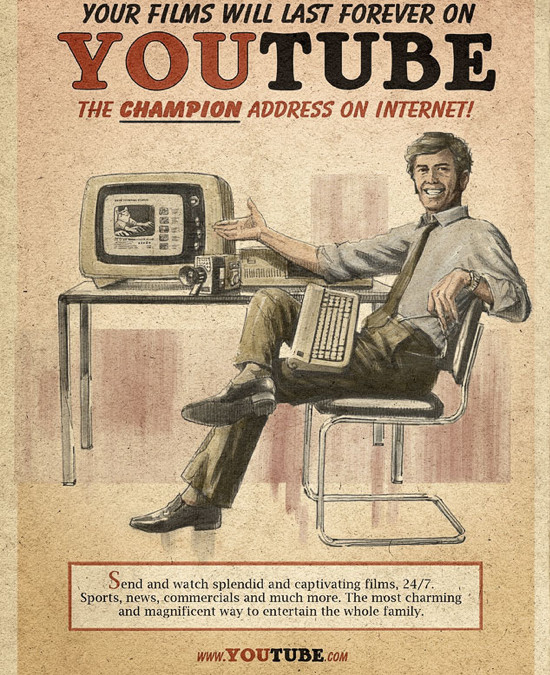 YOUR FILMS WILL LAST FOREVER ON
YOUTUBE
THE CHAMPION ADDRESS ON INTERNET!
Send and watch splendid and captivating films, 24/7.
Sports, news, commercials and much more. The most charming
and magnificent way to entertain the whole family.
WWW.YOUTUBE.COM